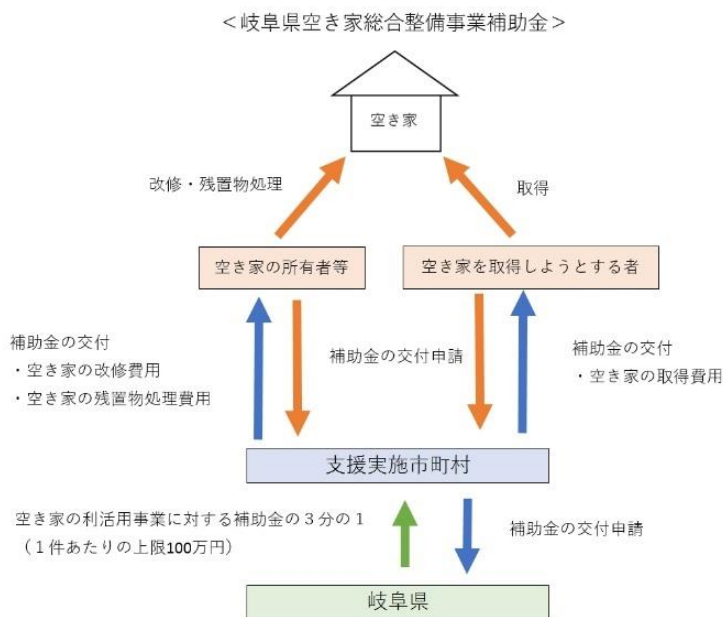 ＜岐阜県空き家総合整備事業補助金＞
空き家
改修・残置物処理
取得
空き家の所有者等
空き家を取得しようとする者
補助金の交付
・空き家の改修費用
・空き家の残置物処理費用
補助金の交付申請
補助金の交付
・空き家の取得費用
支援実施市町村
空き家の利活用事業に対する補助金の３分の１
（１件あたりの上限100万円）
補助金の交付申請
岐阜県